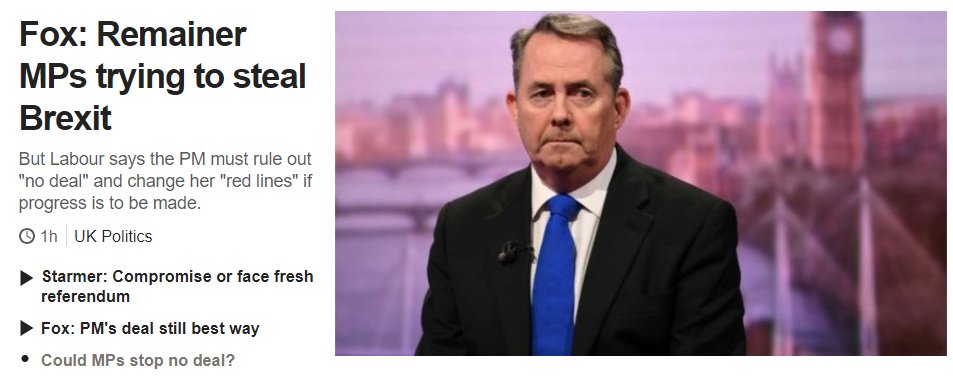 Fox: Remainer
MPs trying to steal
Brexit
But Labour says the PM must rule out
"no deal" and change her "red lines" if
progress is to be made.
1h UK Politics
Starmer: Compromise or face fresh
referendum
Fox: PM's deal still best way
Could MPs stop no deal?